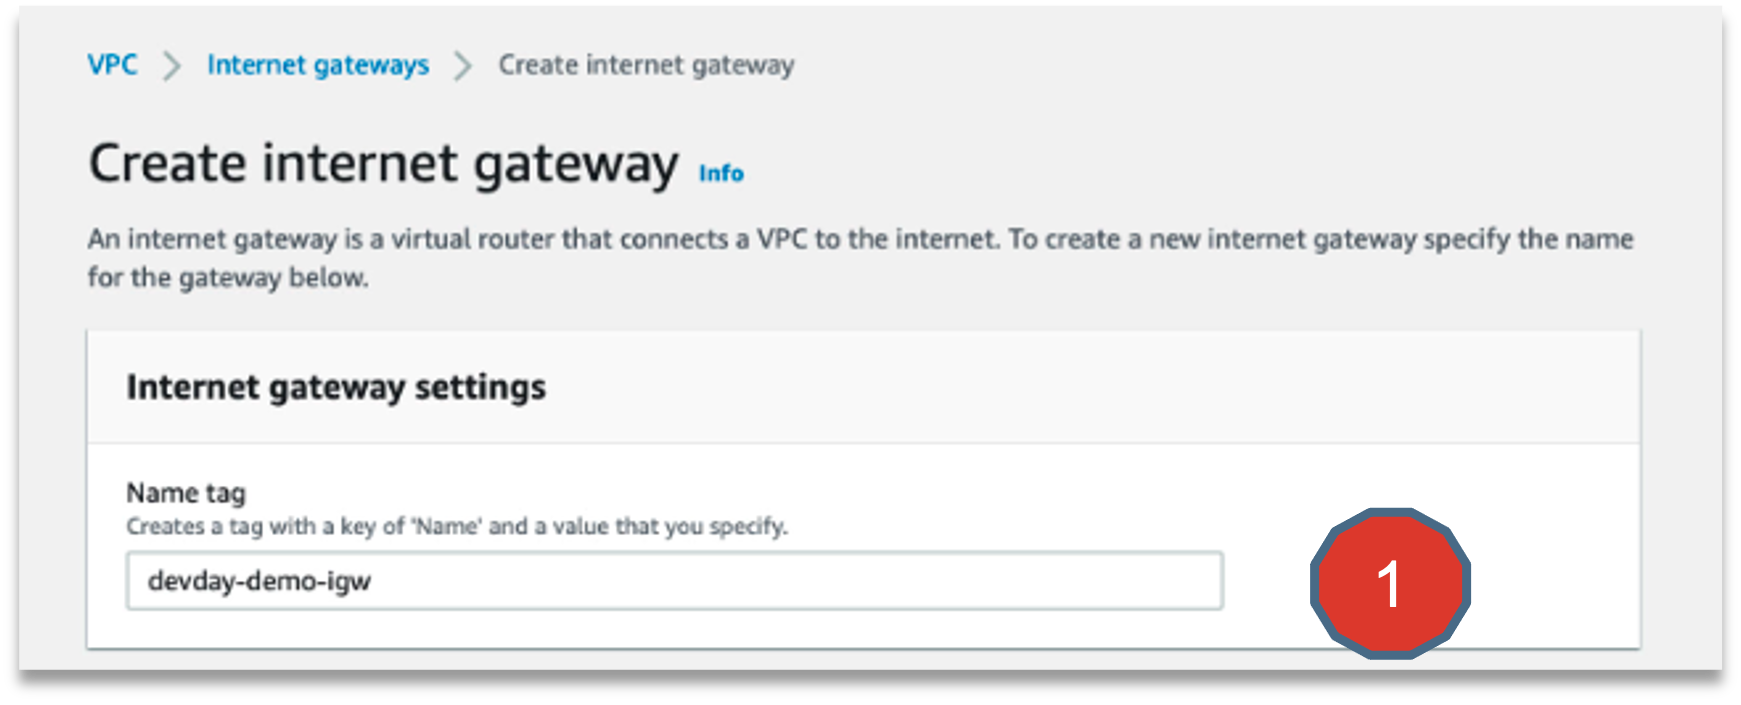 VPC > Internet gateways > Create internet gateway
Create internet gateway Info
An internet gateway is a virtual router that connects a VPC to the internet. To create a new internet gateway specify the name
for the gateway below.
Internet gateway settings
Name tag
Creates a tag with a key of 'Name' and a value that you specify.
devday-demo-igw
1